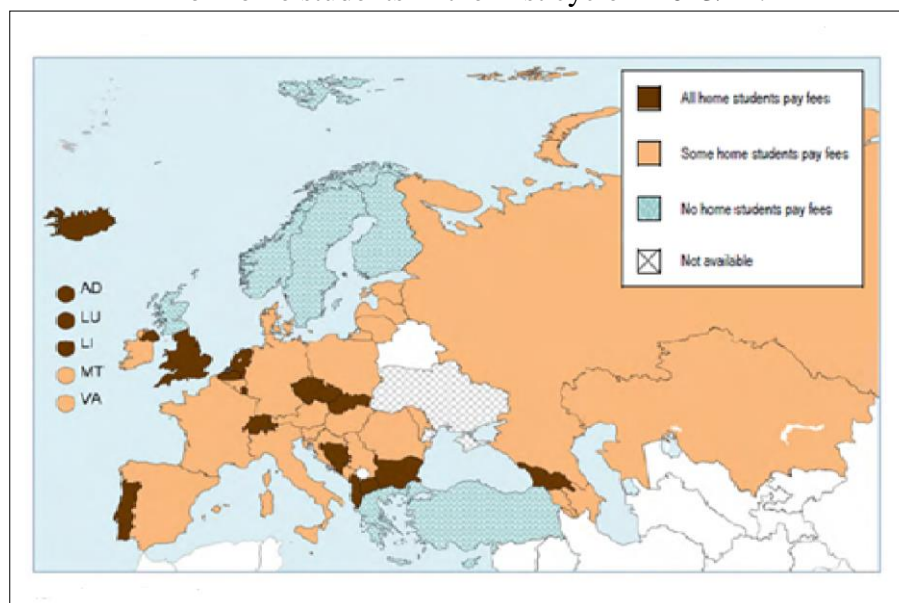 All home students pay fees
Some home students pay fees
No home students pay fees
Not available
AD
LU
LI
MT
VA